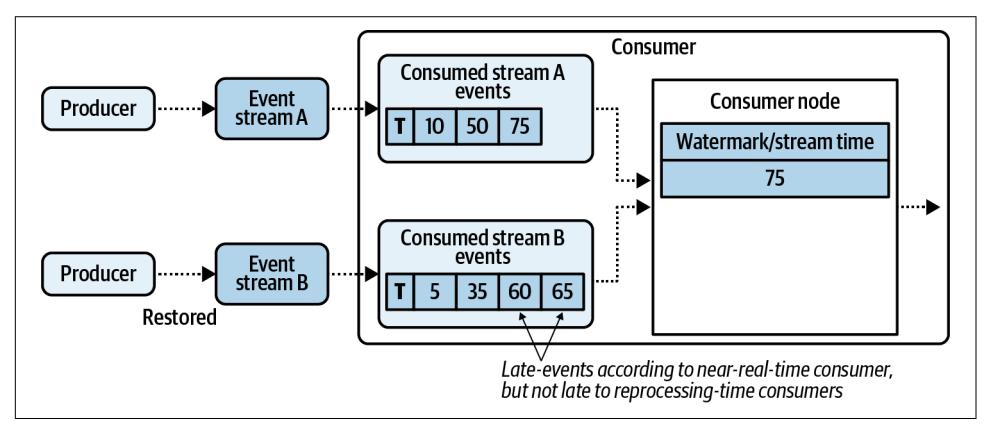 Consumer
Producer
Event
stream A
Consumed stream A
events
T 10 50 75
Consumer node
Watermark/stream time
75
Producer
Restored
Event
stream B
Consumed stream B
events
T 5 35 60 65
Late-events according to near-real-time consumer,
but not late to reprocessing-time consumers